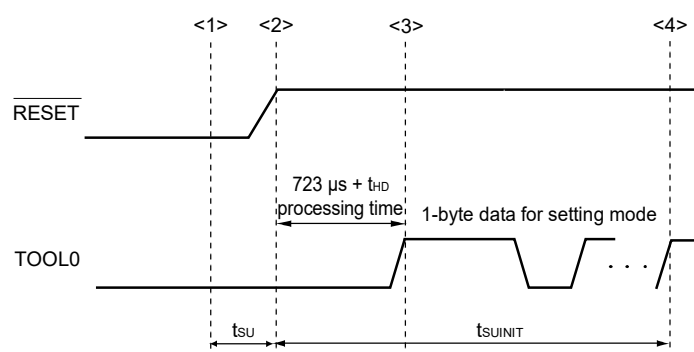 <1> <2> <3> <4>
RESET
723 µs + tHD
processing time
1-byte data for setting mode
TOOL0
. . .
tSU tSUINIT